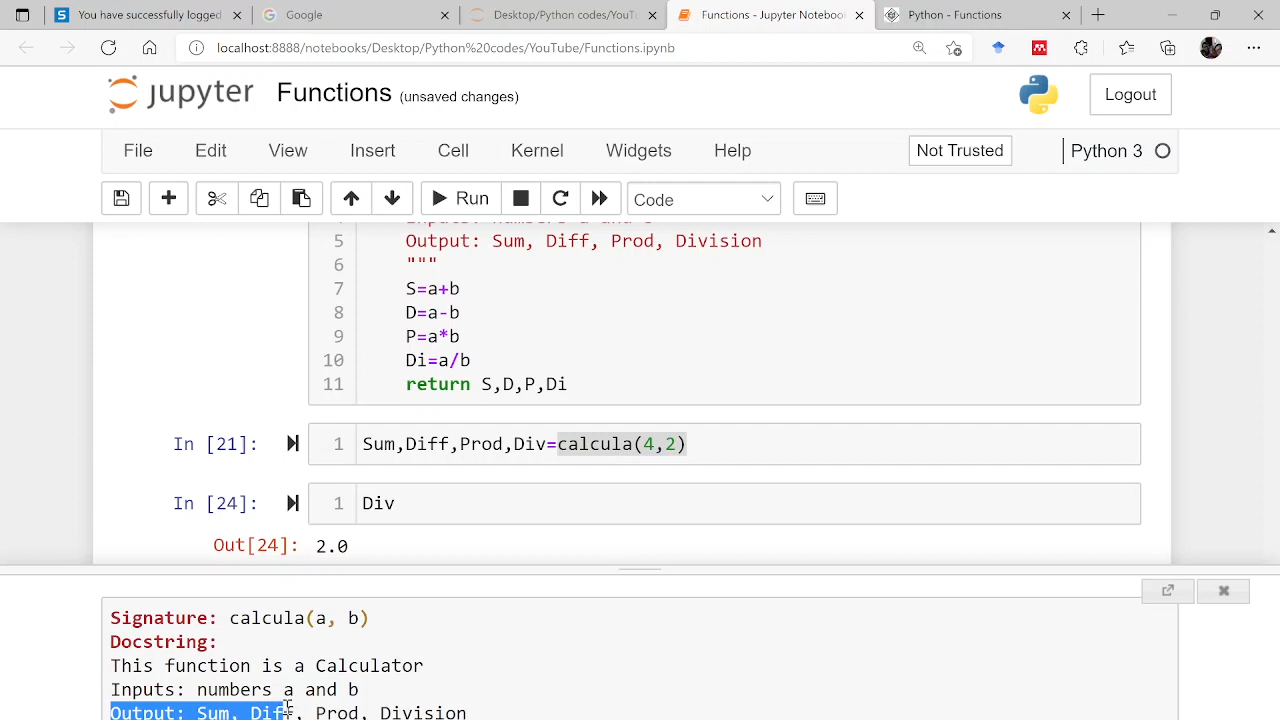 You have successfully logged
Google
Desktop/Python codes/YouTu
Functions - Jupyter Notebook
Python - Functions
localhost:8888/notebooks/Desktop/Python%20codes/YouTube/Functions.ipynb
jupyter Functions (unsaved changes)
Logout
File Edit View Insert Cell Kernel Widgets Help
Not Trusted
Python 3
Run
Code
5 Output: Sum, Diff, Prod, Division
6 """
7 S=a+b
8 D=a-b
9 P=a*b
10 Di=a/b
11 return S,D,P,Di
In [21]: 1 Sum,Diff,Prod,Div=calcula(4,2)
In [24]: 1 Div
Out[24]: 2.0
Signature: calcula(a, b)
Docstring:
This function is a Calculator
Inputs: numbers a and b
Output: Sum, Diff, Prod, Division